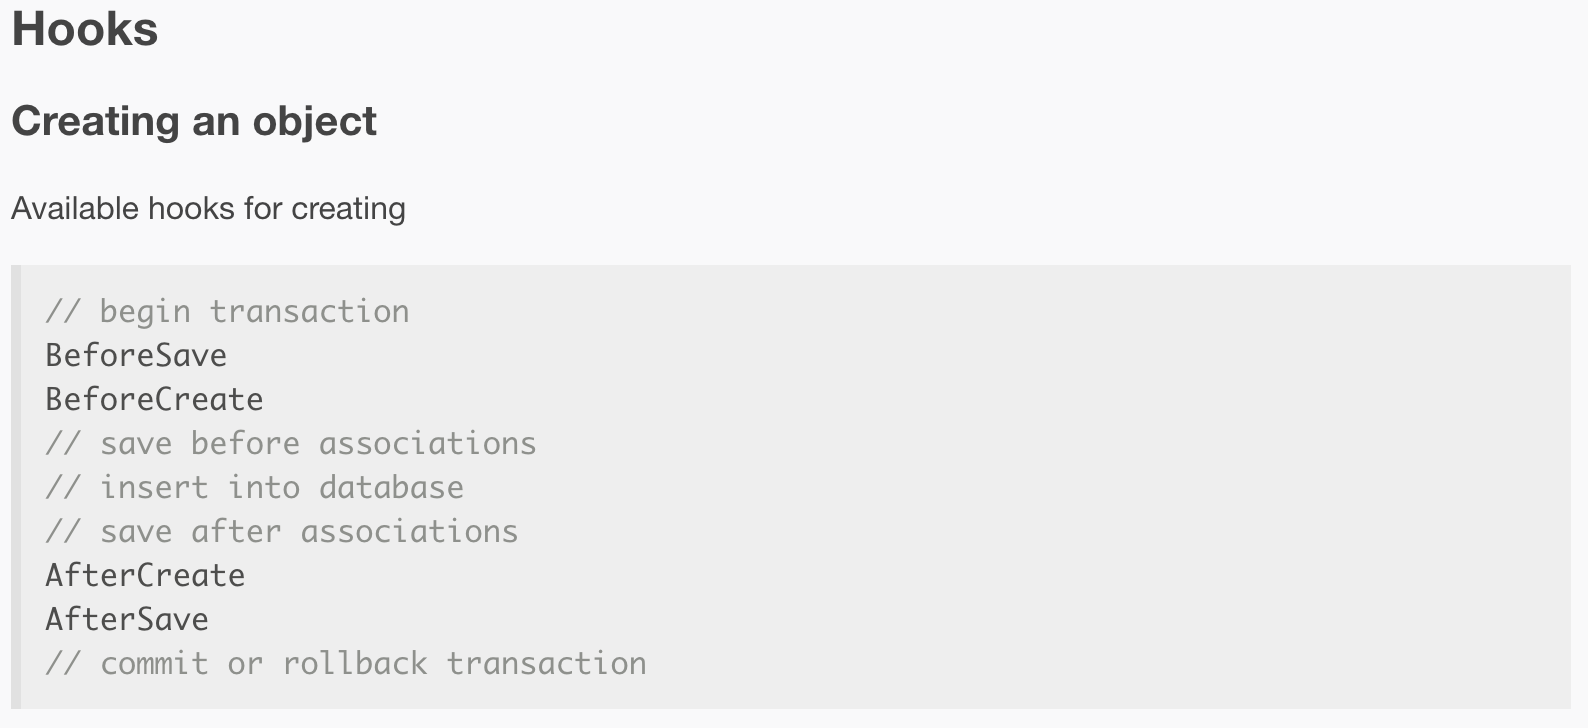 Hooks
Creating an object
Available hooks for creating
// begin transaction
BeforeSave
BeforeCreate
// save before associations
// insert into database
// save after associations
AfterCreate
AfterSave
// commit or rollback transaction